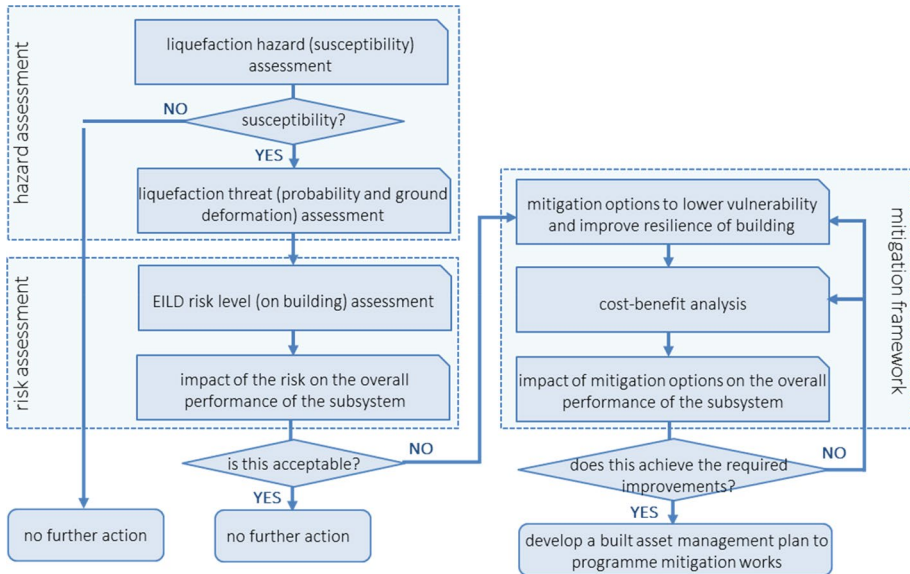 hazard assessment
liquefaction hazard (susceptibility)
assessment
NO
susceptibility?
YES
liquefaction threat (probability and ground
deformation) assessment
risk assessment
EILD risk level (on building) assessment
impact of the risk on the overall
performance of the subsystem
is this acceptable?
NO
YES
no further action
no further action
mitigation framework
mitigation options to lower vulnerability
and improve resilience of building
cost-benefit analysis
impact of mitigation options on the overall
performance of the subsystem
does this achieve the required
improvements?
NO
YES
develop a built asset management plan to
programme mitigation works